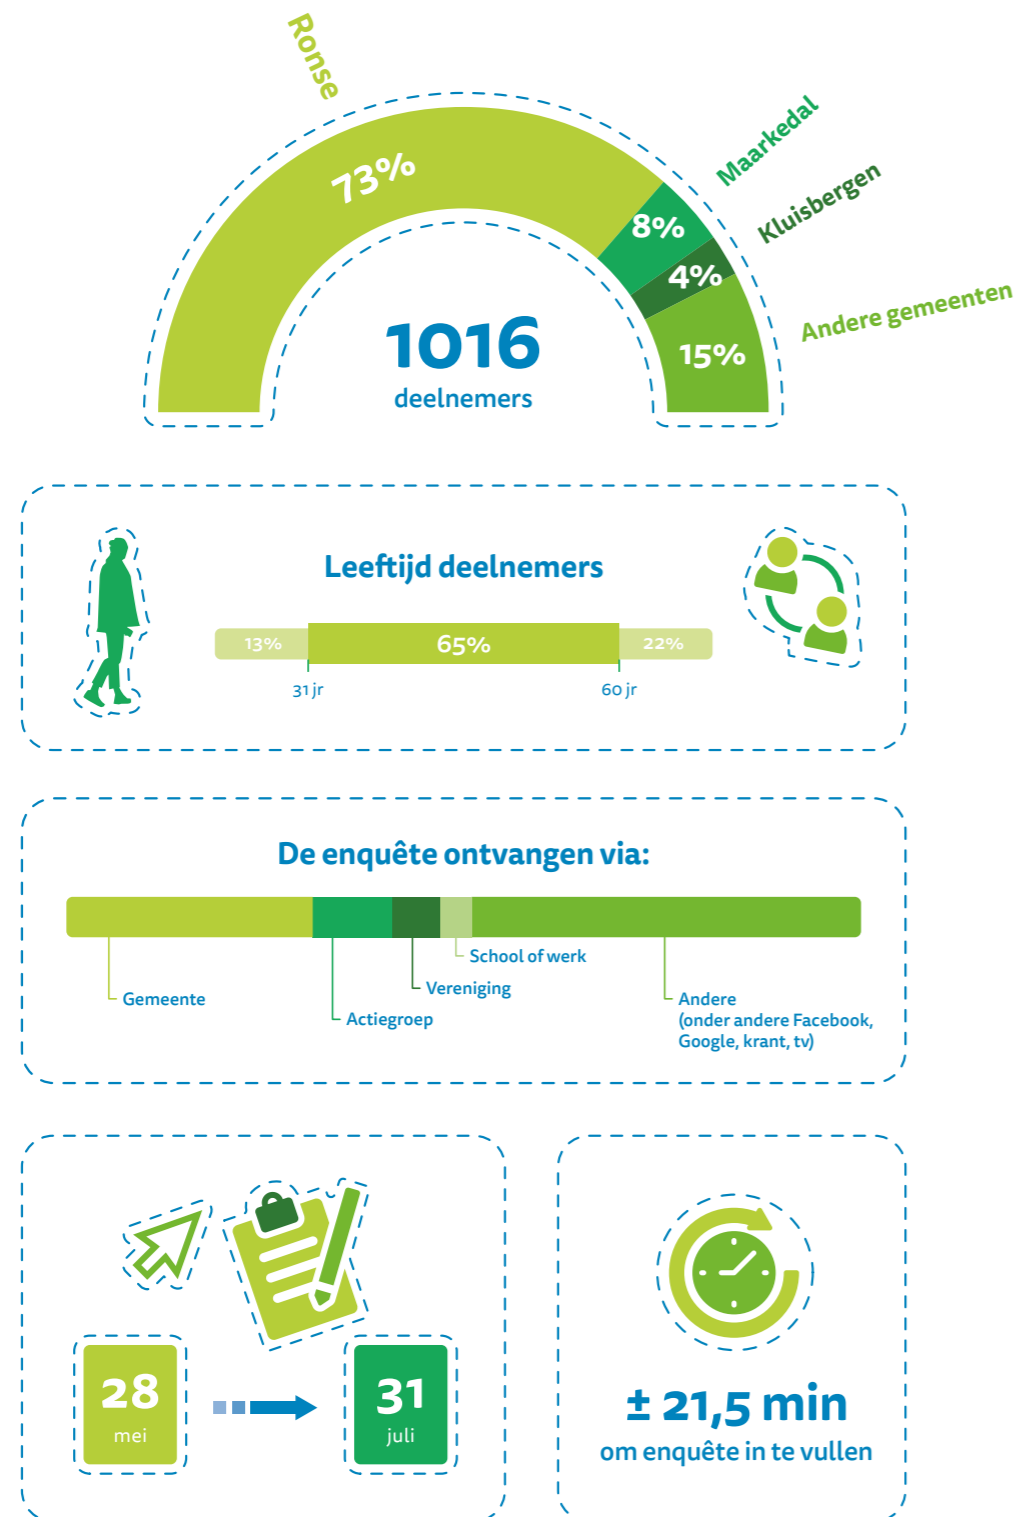 Ronse
73%
Maarkedal
8%
Kluisbergen
4%
Andere gemeenten
15%
1016
deelnemers
Leeftijd deelnemers
13%
65%
22%
31 jr
60 jr
De enquête ontvangen via:
School of werk
Vereniging
Gemeente
Actiegroep
Andere
(onder andere Facebook,
Google, krant, tv)
28
mei
31
juli
± 21,5 min
om enquête in te vullen